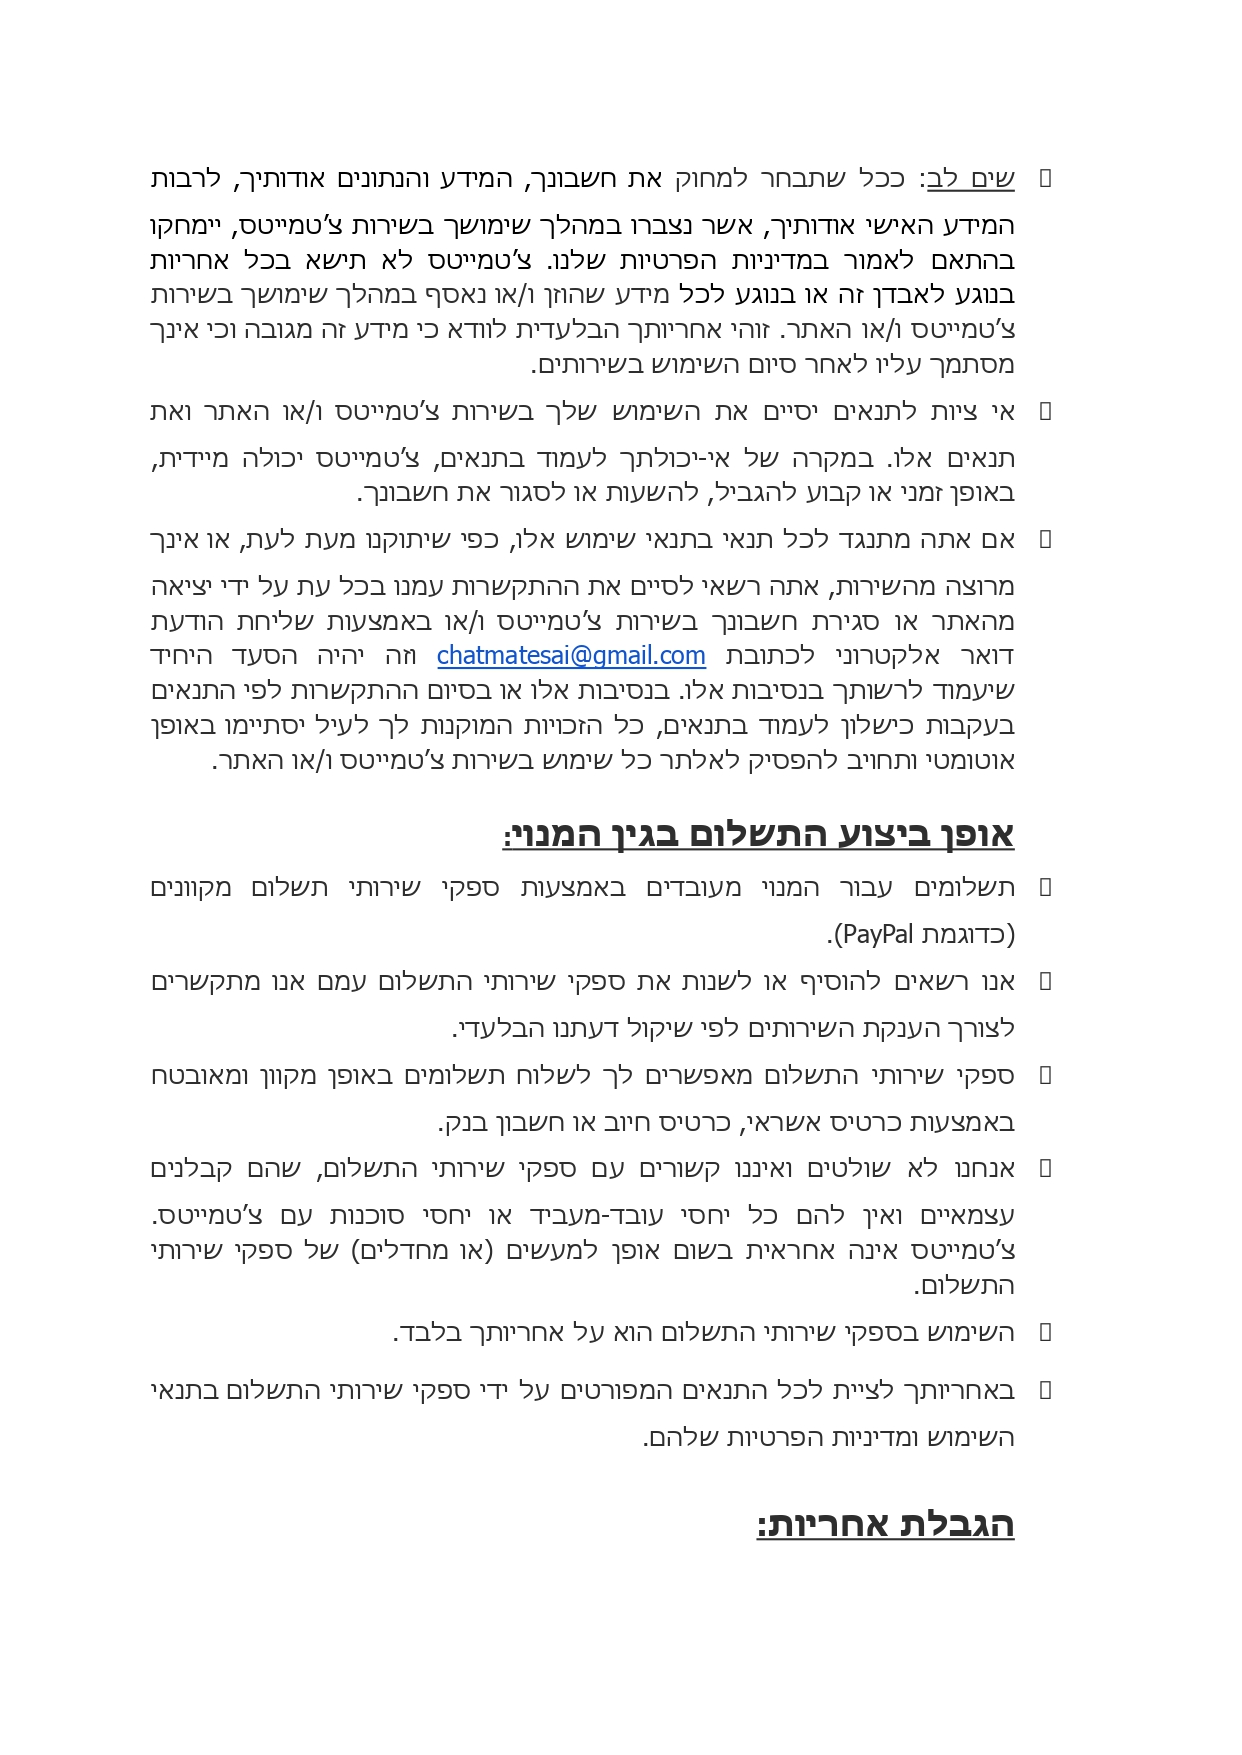 שים לב: ככל שתבחר למחוק את חשבונך, המידע והנתונים אודותיך, לרבות
המידע האישי אודותיך, אשר נצברו במהלך שימושך בשירות צ׳טמייטס, יימחקו
בהתאם לאמור במדיניות הפרטיות שלנו. צ׳טמייטס לא תישא בכל אחריות
בנוגע לאבדן זה או בנוגע לכל מידע שהוזן ו/או נאסף במהלך שימושך בשירות
צ׳טמייטס ו/או האתר. זוהי אחריותך הבלעדית לוודא כי מידע זה מגובה וכי אינך
מסתמך עליו לאחר סיום השימוש בשירותים.
אי ציות לתנאים יסיים את השימוש שלך בשירות צ׳טמייטס ו/או האתר ואת
תנאים אלו. במקרה של אי-יכולתך לעמוד בתנאים, צ׳טמייטס יכולה מיידית,
באופן זמני או קבוע להגביל, להשעות או לסגור את חשבונך.
אם אתה מתנגד לכל תנאי בתנאי שימוש אלו, כפי שיתוקנו מעת לעת, או אינך
מרוצה מהשירות, אתה רשאי לסיים את ההתקשרות עמנו בכל עת על ידי יציאה
מהאתר או סגירת חשבונך בשירות צ׳טמייטס ו/או באמצעות שליחת הודעת
דואר אלקטרוני לכתובת chatmatesai@gmail.com וזה יהיה הסעד היחיד
שיעמוד לרשותך בנסיבות אלו. בנסיבות אלו או בסיום ההתקשרות לפי התנאים
בעקבות כישלון לעמוד בתנאים, כל הזכויות המוקנות לך לעיל יסתיימו באופן
אוטומטי ותחויב להפסיק לאלתר כל שימוש בשירות צ׳טמייטס ו/או האתר.
אופן ביצוע התשלום בגין המנוי:
תשלומים עבור המנוי מעובדים באמצעות ספקי שירותי תשלום מקוונים
(כדוגמת PayPal).
אנו רשאים להוסיף או לשנות את ספקי שירותי התשלום עמם אנו מתקשרים
לצורך הענקת השירותים לפי שיקול דעתנו הבלעדי.
ספקי שירותי התשלום מאפשרים לך לשלוח תשלומים באופן מקוון ומאובטח
באמצעות כרטיס אשראי, כרטיס חיוב או חשבון בנק.
אנחנו לא שולטים ואיננו קשורים עם ספקי שירותי התשלום, שהם קבלנים
עצמאיים ואין להם כל יחסי עובד-מעביד או יחסי סוכנות עם צ׳טמייטס.
צ׳טמייטס אינה אחראית בשום אופן למעשים (או מחדלים) של ספקי שירותי
התשלום.
השימוש בספקי שירותי התשלום הוא על אחריותך בלבד.
באחריותך לציית לכל התנאים המפורטים על ידי ספקי שירותי התשלום בתנאי
השימוש ומדיניות הפרטיות שלהם.
הגבלת אחריות: